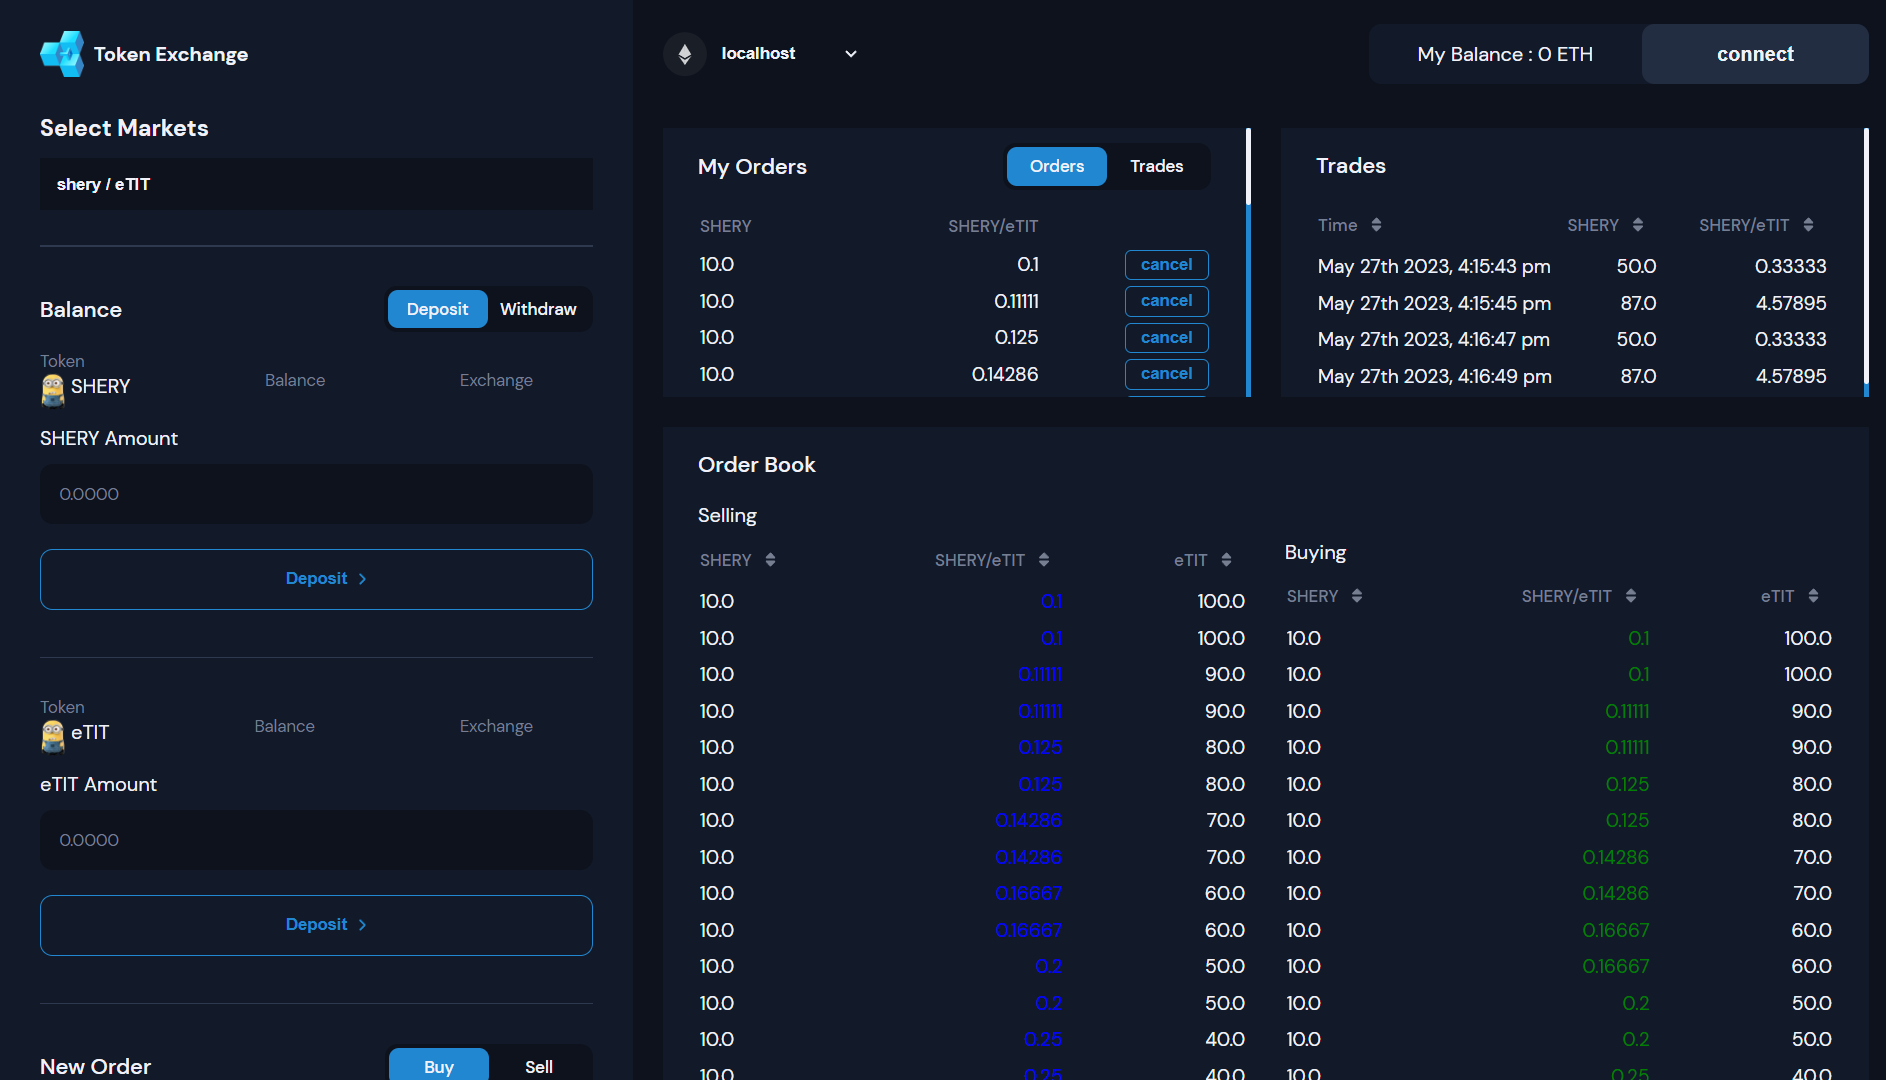 Token Exchange
Select Markets
shery / eTIT
Balance
Deposit Withdraw
Token
SHERY Balance Exchange
SHERY Amount
0.0000
Deposit >
Token
eTIT Balance Exchange
eTIT Amount
0.0000
Deposit >
New Order
Buy Sell
localhost
My Balance : 0 ETH connect
My Orders
Orders Trades
SHERY SHERY/eTIT
10.0 0.1 cancel
10.0 0.11111 cancel
10.0 0.125 cancel
10.0 0.14286 cancel
Trades
Time SHERY SHERY/eTIT
May 27th 2023, 4:15:43 pm 50.0 0.33333
May 27th 2023, 4:15:45 pm 87.0 4.57895
May 27th 2023, 4:16:47 pm 50.0 0.33333
May 27th 2023, 4:16:49 pm 87.0 4.57895
Order Book
Selling
SHERY SHERY/eTIT eTIT
10.0 0.1 100.0
10.0 0.1 100.0
10.0 0.11111 90.0
10.0 0.11111 90.0
10.0 0.125 80.0
10.0 0.125 80.0
10.0 0.14286 70.0
10.0 0.14286 70.0
10.0 0.16667 60.0
10.0 0.16667 60.0
10.0 0.2 50.0
10.0 0.2 50.0
10.0 0.25 40.0
10.0 0.25 40.0
Buying
SHERY SHERY/eTIT eTIT
10.0 0.1 100.0
10.0 0.1 100.0
10.0 0.11111 90.0
10.0 0.11111 90.0
10.0 0.125 80.0
10.0 0.125 80.0
10.0 0.14286 70.0
10.0 0.14286 70.0
10.0 0.16667 60.0
10.0 0.16667 60.0
10.0 0.2 50.0
10.0 0.2 50.0
10.0 0.25 40.0